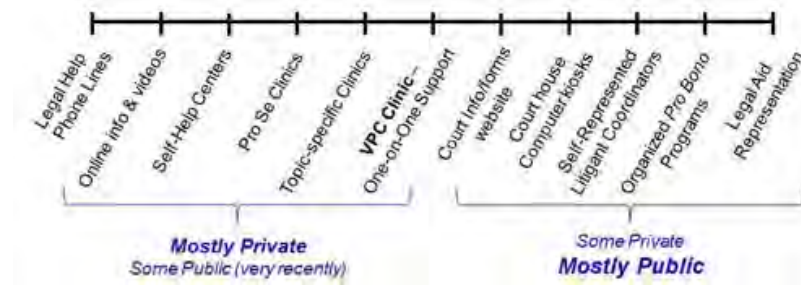 Legal Help
Phone Lines
Online info & videos
Self-Help Centers
Pro Se Clinics
Topic-specific Clinics
VPC Clinic –
One-on-One Support
Court Info/forms
website
Court house
Computer kiosks
Self-Represented
Litigant Coordinators
Organized Pro Bono
Programs
Legal Aid
Representation
Mostly Private
Some Public (very recently)
Some Private
Mostly Public